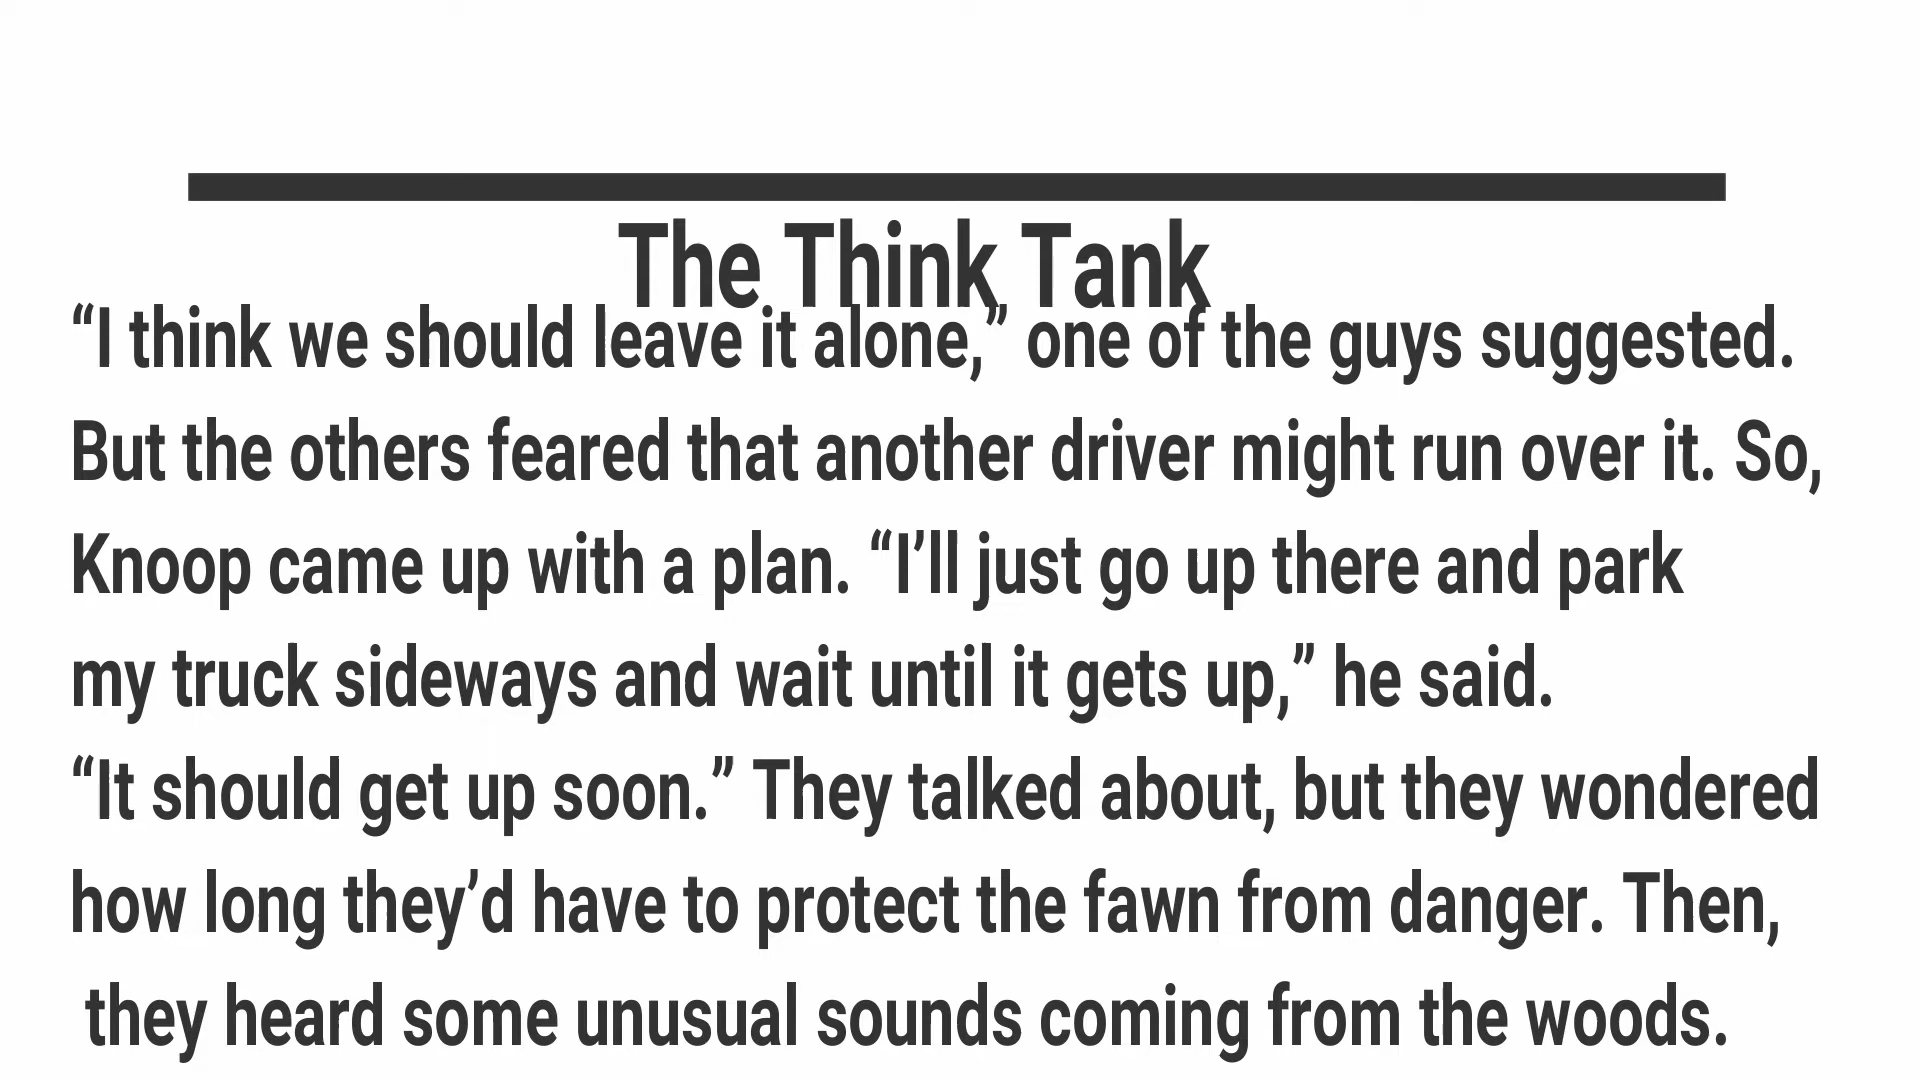 The Think Tank
“I think we should leave it alone,” one of the guys suggested.
But the others feared that another driver might run over it. So,
Knoop came up with a plan. “I’ll just go up there and park
my truck sideways and wait until it gets up,” he said.
“It should get up soon.” They talked about, but they wondered
how long they’d have to protect the fawn from danger. Then,
they heard some unusual sounds coming from the woods.